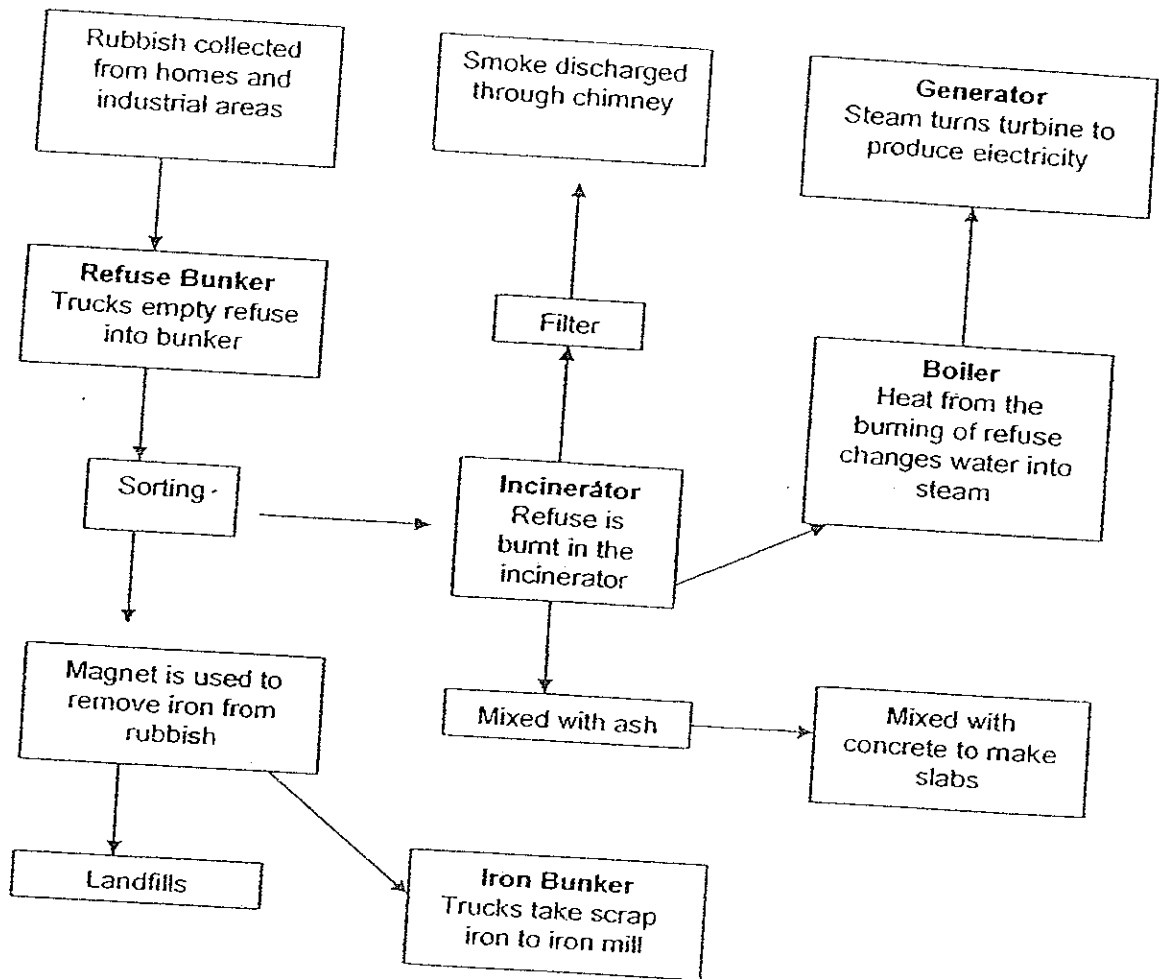 Rubbish collected
from homes and
industrial areas
Smoke discharged
through chimney
Generator
Steam turns turbine to
produce electricity
Refuse Bunker
Trucks empty refuse
into bunker
Filter
Boiler
Heat from the
burning of refuse
changes water into
steam
Sorting
Incinerator
Refuse is
burnt in the
incinerator
Magnet is used to
remove iron from
rubbish
Mixed with ash
Mixed with
concrete to make
slabs
Landfills
Iron Bunker
Trucks take scrap
iron to iron mill